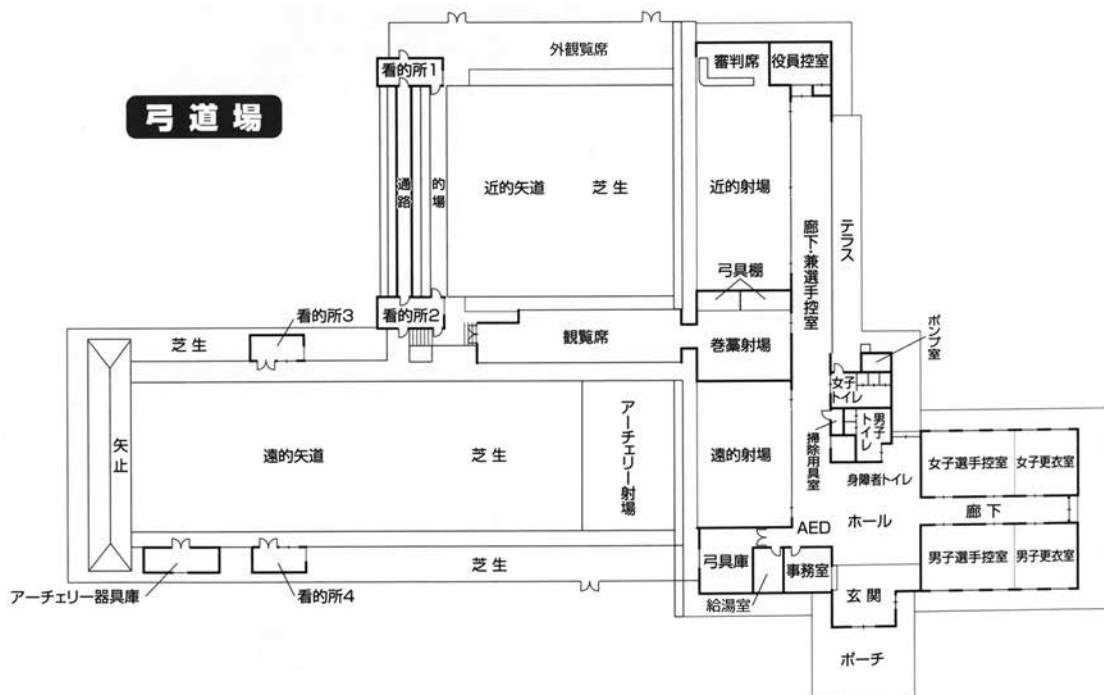 弓道場
外観覧席
審判席
役員控室
看的所1
通路
的場
近的矢道
芝生
近的射場
廊下・兼選手控室
テラス
弓具棚
看的所2
看的所3
芝生
観覧席
巻藁射場
ポンプ室
女子
トイレ
男子
トイレ
掃除用具室
身障者トイレ
矢止
遠的矢道
芝生
アーチェリー射場
遠的射場
女子選手控室
女子更衣室
廊下
ホール
AED
男子選手控室
男子更衣室
弓具庫
事務室
給湯室
玄関
ポーチ
芝生
アーチェリー器具庫
看的所4